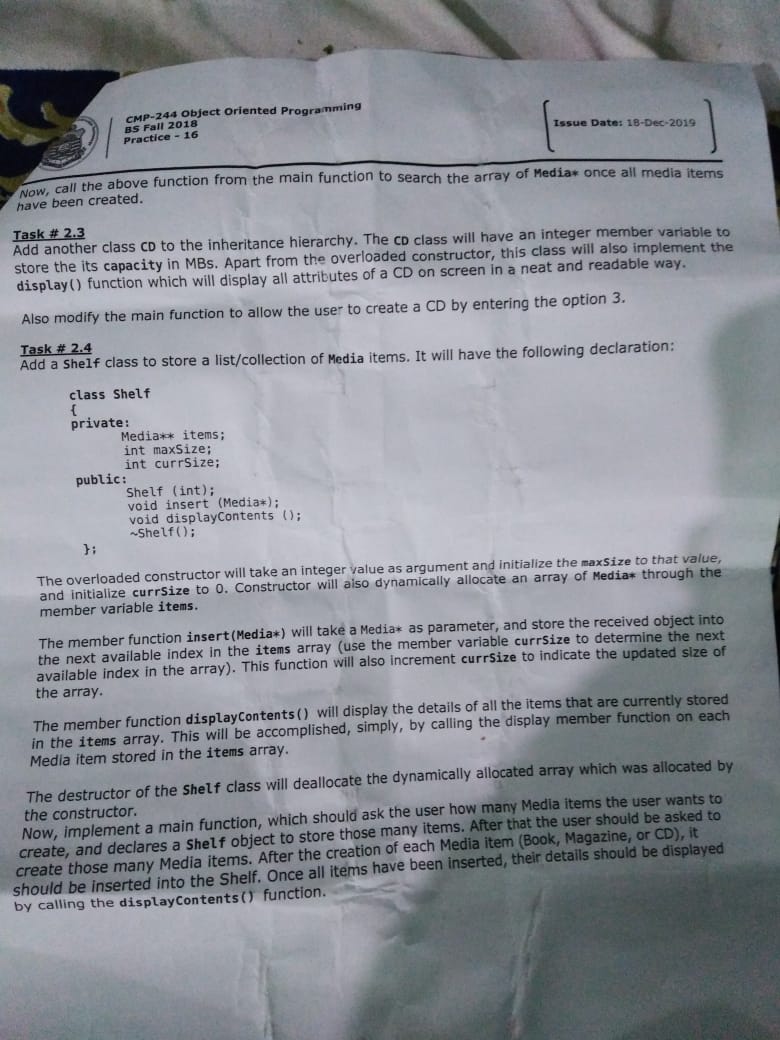 CMP-244 Object Oriented Programming
BS Fall 2018
Practice - 16
Issue Date: 18-Dec-2019
Now, call the above function from the main function to search the array of Media* once all media items
have been created.
Task # 2.3
Add another class CD to the inheritance hierarchy. The CD class will have an integer member variable to
store the its capacity in MBs. Apart from the overloaded constructor, this class will also implement the
display() function which will display all attributes of a CD on screen in a neat and readable way.
Also modify the main function to allow the user to create a CD by entering the option 3.
Task # 2.4
Add a Shelf class to store a list/collection of Media items. It will have the following declaration:
class Shelf
{
private:
Media** items;
int maxSize;
int currSize;
public:
Shelf (int);
void insert (Media*);
void displayContents ();
~Shelf();
};
The overloaded constructor will take an integer value as argument and initialize the maxSize to that value,
and initialize currSize to 0. Constructor will also dynamically allocate an array of Media* through the
member variable items.
The member function insert(Media*) will take a Media* as parameter, and store the received object into
the next available index in the items array (use the member variable currSize to determine the next
available index in the array). This function will also increment currSize to indicate the updated size of
the array.
The member function displayContents() will display the details of all the items that are currently stored
in the items array. This will be accomplished, simply, by calling the display member function on each
Media item stored in the items array.
The destructor of the Shelf class will deallocate the dynamically allocated array which was allocated by
the constructor.
Now, implement a main function, which should ask the user how many Media items the user wants to
create, and declares a Shelf object to store those many items. After that the user should be asked to
create those many Media items. After the creation of each Media item (Book, Magazine, or CD), it
should be inserted into the Shelf. Once all items have been inserted, their details should be displayed
by calling the displayContents() function.